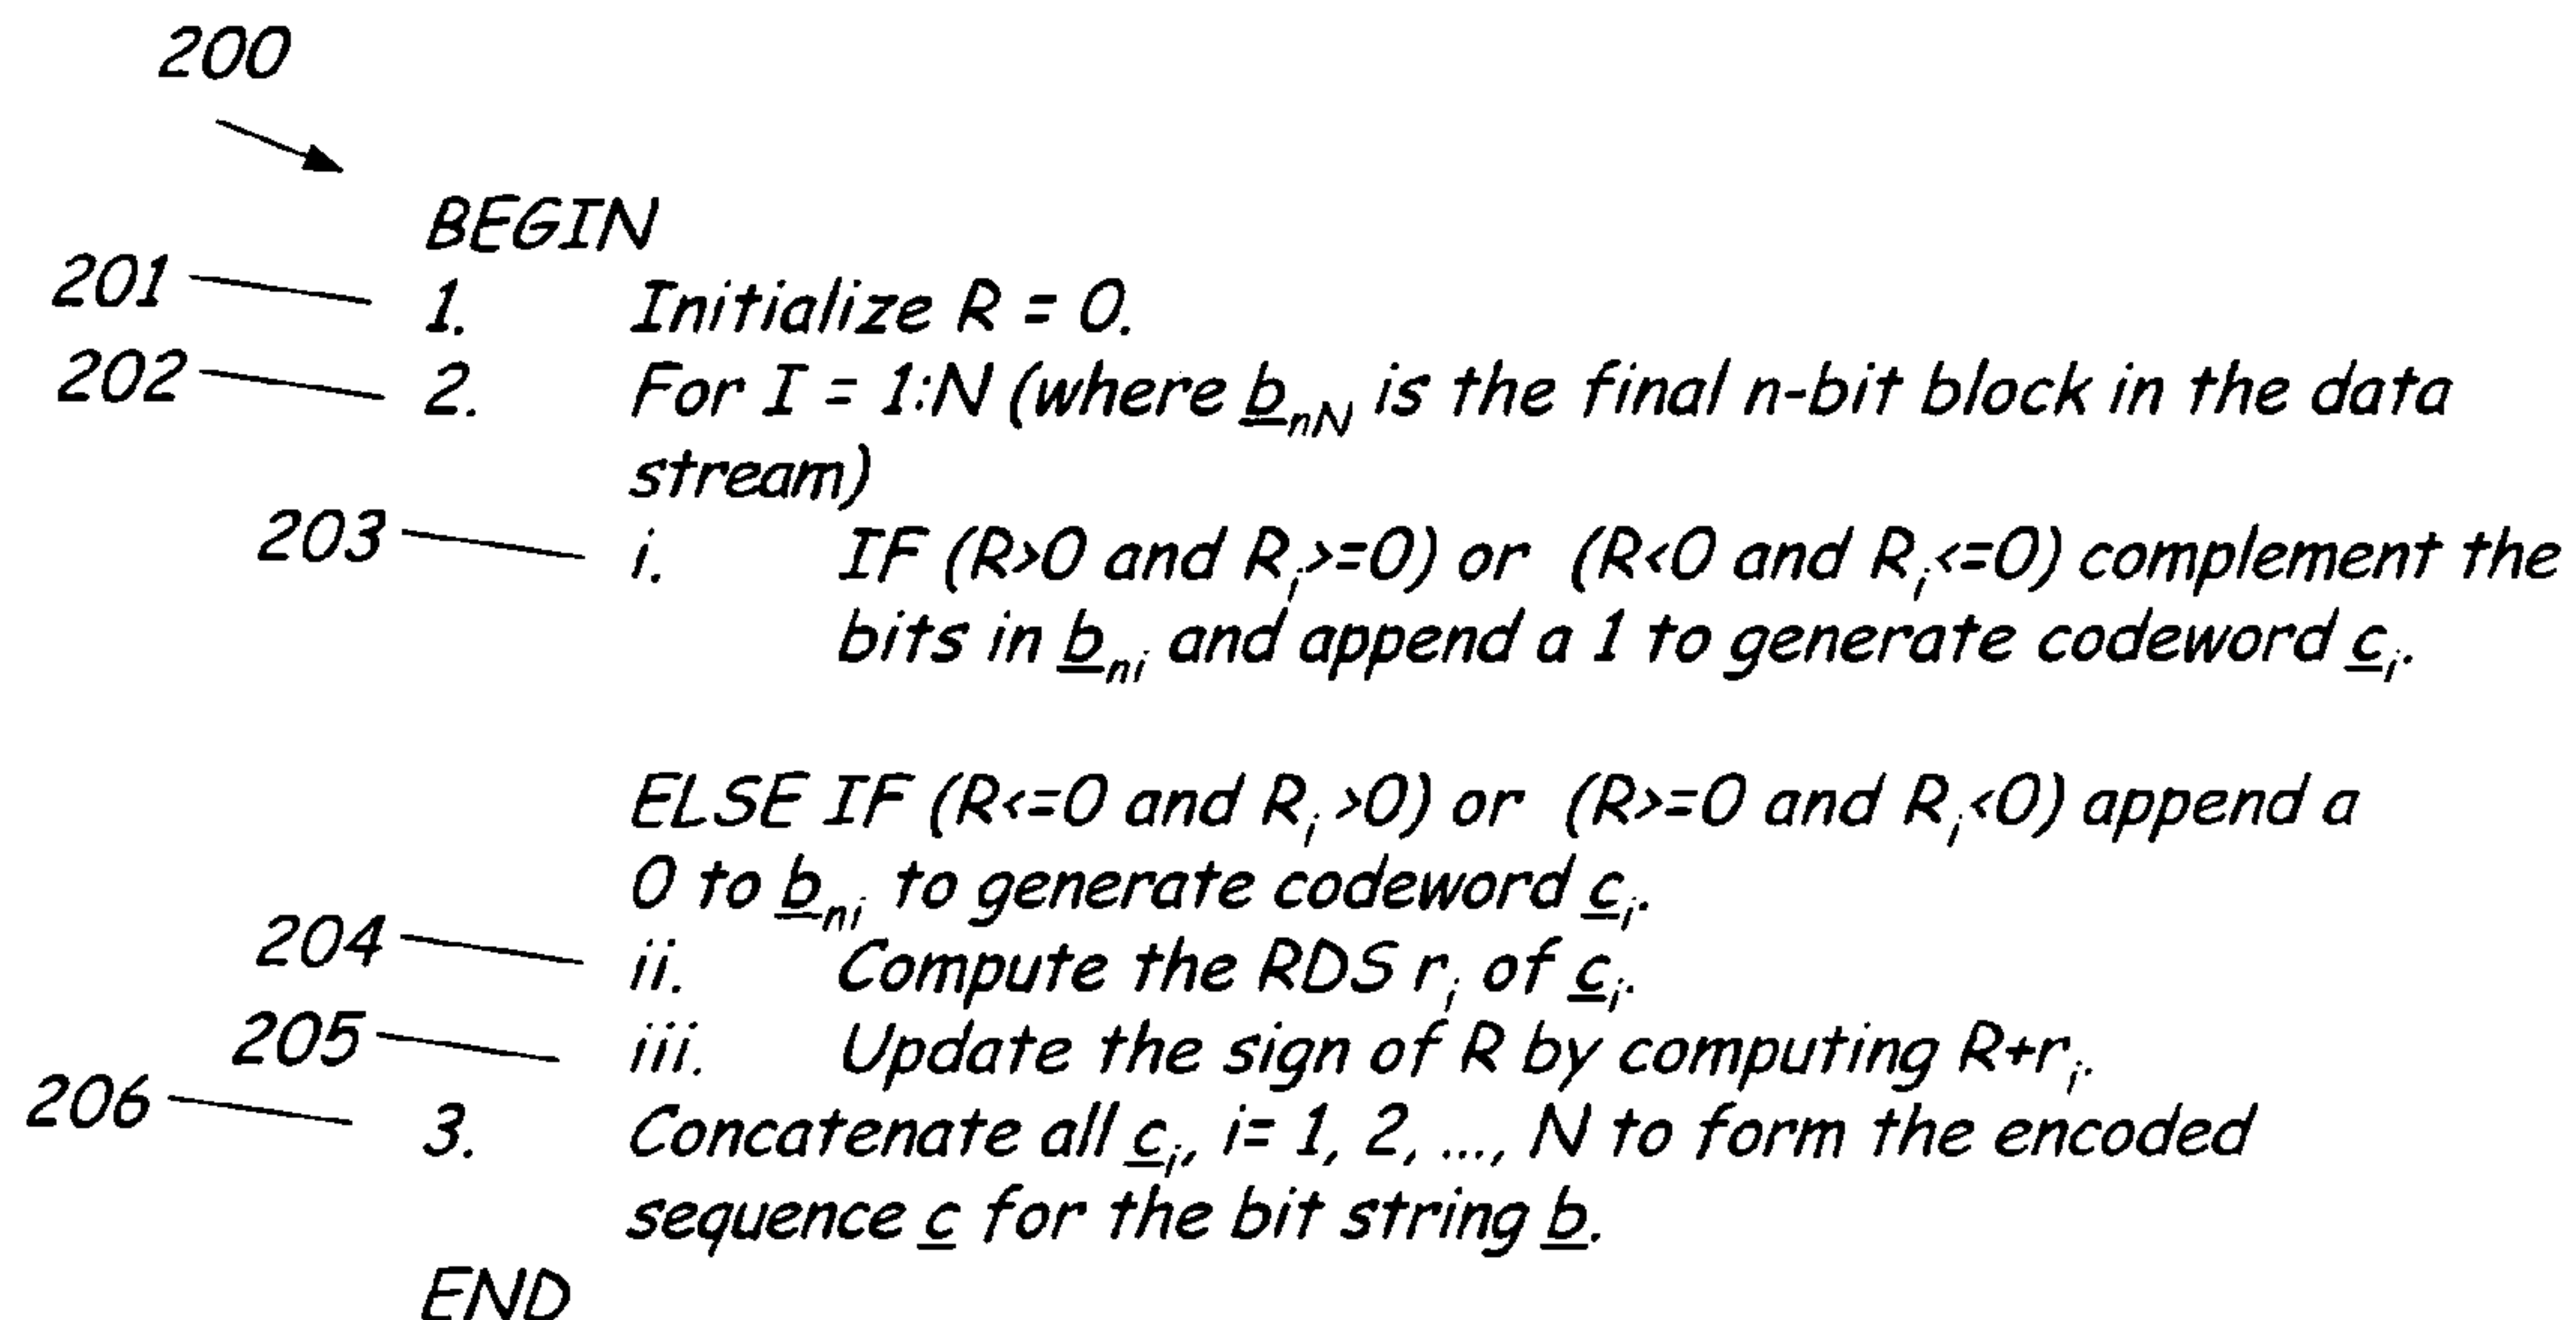 200
BEGIN
201 1. Initialize R = 0.
202 2. For I = 1:N (where b_nN is the final n-bit block in the data
stream)
203 i. IF (R>0 and R_i>=0) or (R<0 and R_i<=0) complement the
bits in b_ni and append a 1 to generate codeword c_i.
ELSE IF (R<=0 and R_i >0) or (R>=0 and R_i<0) append a
0 to b_ni to generate codeword c_i.
204 ii. Compute the RDS r_i of c_i.
205 iii. Update the sign of R by computing R+r_i.
206 3. Concatenate all c_i, i= 1, 2, ..., N to form the encoded
sequence c for the bit string b.
END